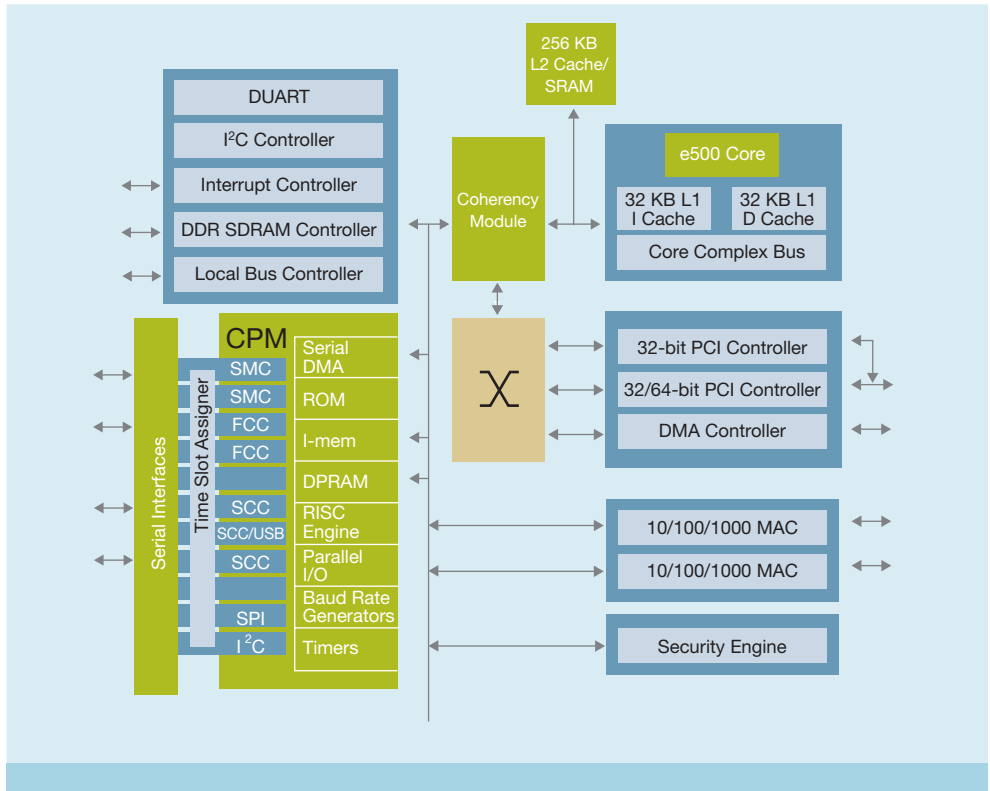 256 KB
L2 Cache/
SRAM
DUART
I²C Controller
Interrupt Controller
DDR SDRAM Controller
Local Bus Controller
Coherency
Module
e500 Core
32 KB L1
I Cache
32 KB L1
D Cache
Core Complex Bus
Serial Interfaces
Time Slot Assigner
CPM
SMC
SMC
FCC
FCC
SCC
SCC/USB
SCC
SPI
I²C
Serial
DMA
ROM
I-mem
DPRAM
RISC
Engine
Parallel
I/O
Baud Rate
Generators
Timers
32-bit PCI Controller
32/64-bit PCI Controller
DMA Controller
10/100/1000 MAC
10/100/1000 MAC
Security Engine